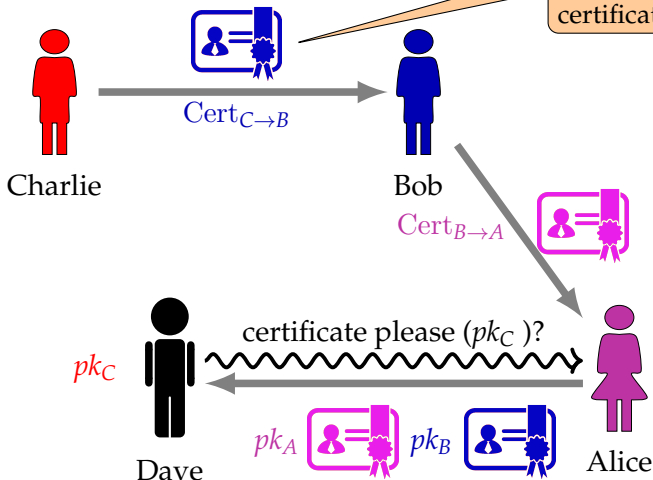 certificat
Cert_{C→B}
Charlie
Bob
Cert_{B→A}
certificate please (pk_C )?
pk_C
pk_A
pk_B
Dave
Alice